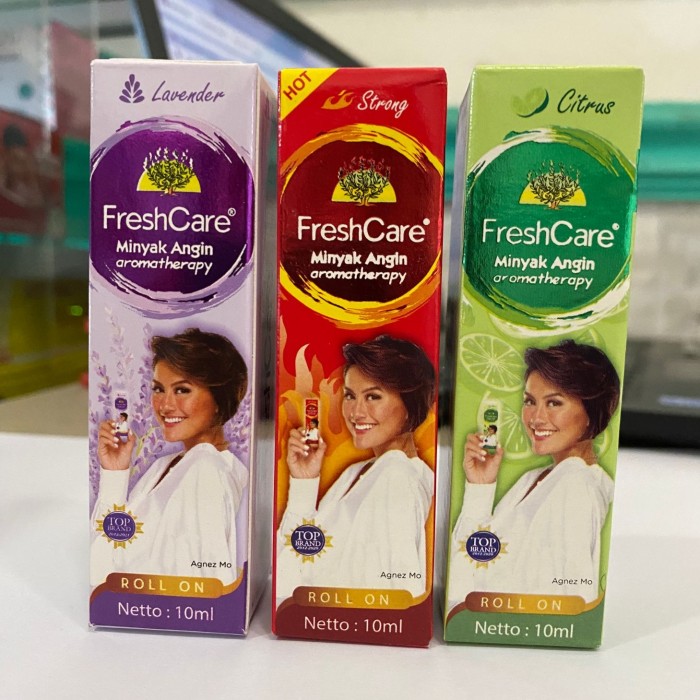 Lavender
FreshCare®
Minyak Angin
aromatherapy
TOP
BRAND
Agnez Mo
ROLL ON
Netto : 10ml
HOT
Strong
FreshCare®
Minyak Angin
aromatherapy
TOP
BRAND
Agnez Mo
ROLL ON
Netto : 10ml
Citrus
FreshCare®
Minyak Angin
aromatherapy
TOP
BRAND
Agnez Mo
ROLL ON
Netto : 10ml